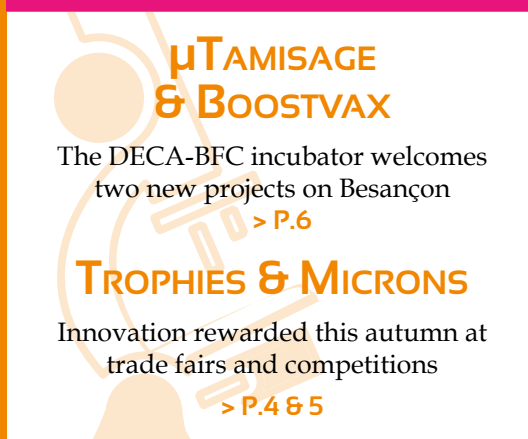 µTamisage
& Boostvax
The DECA-BFC incubator welcomes
two new projects on Besançon
> P.6
Trophies & Microns
Innovation rewarded this autumn at
trade fairs and competitions
> P.4 & 5